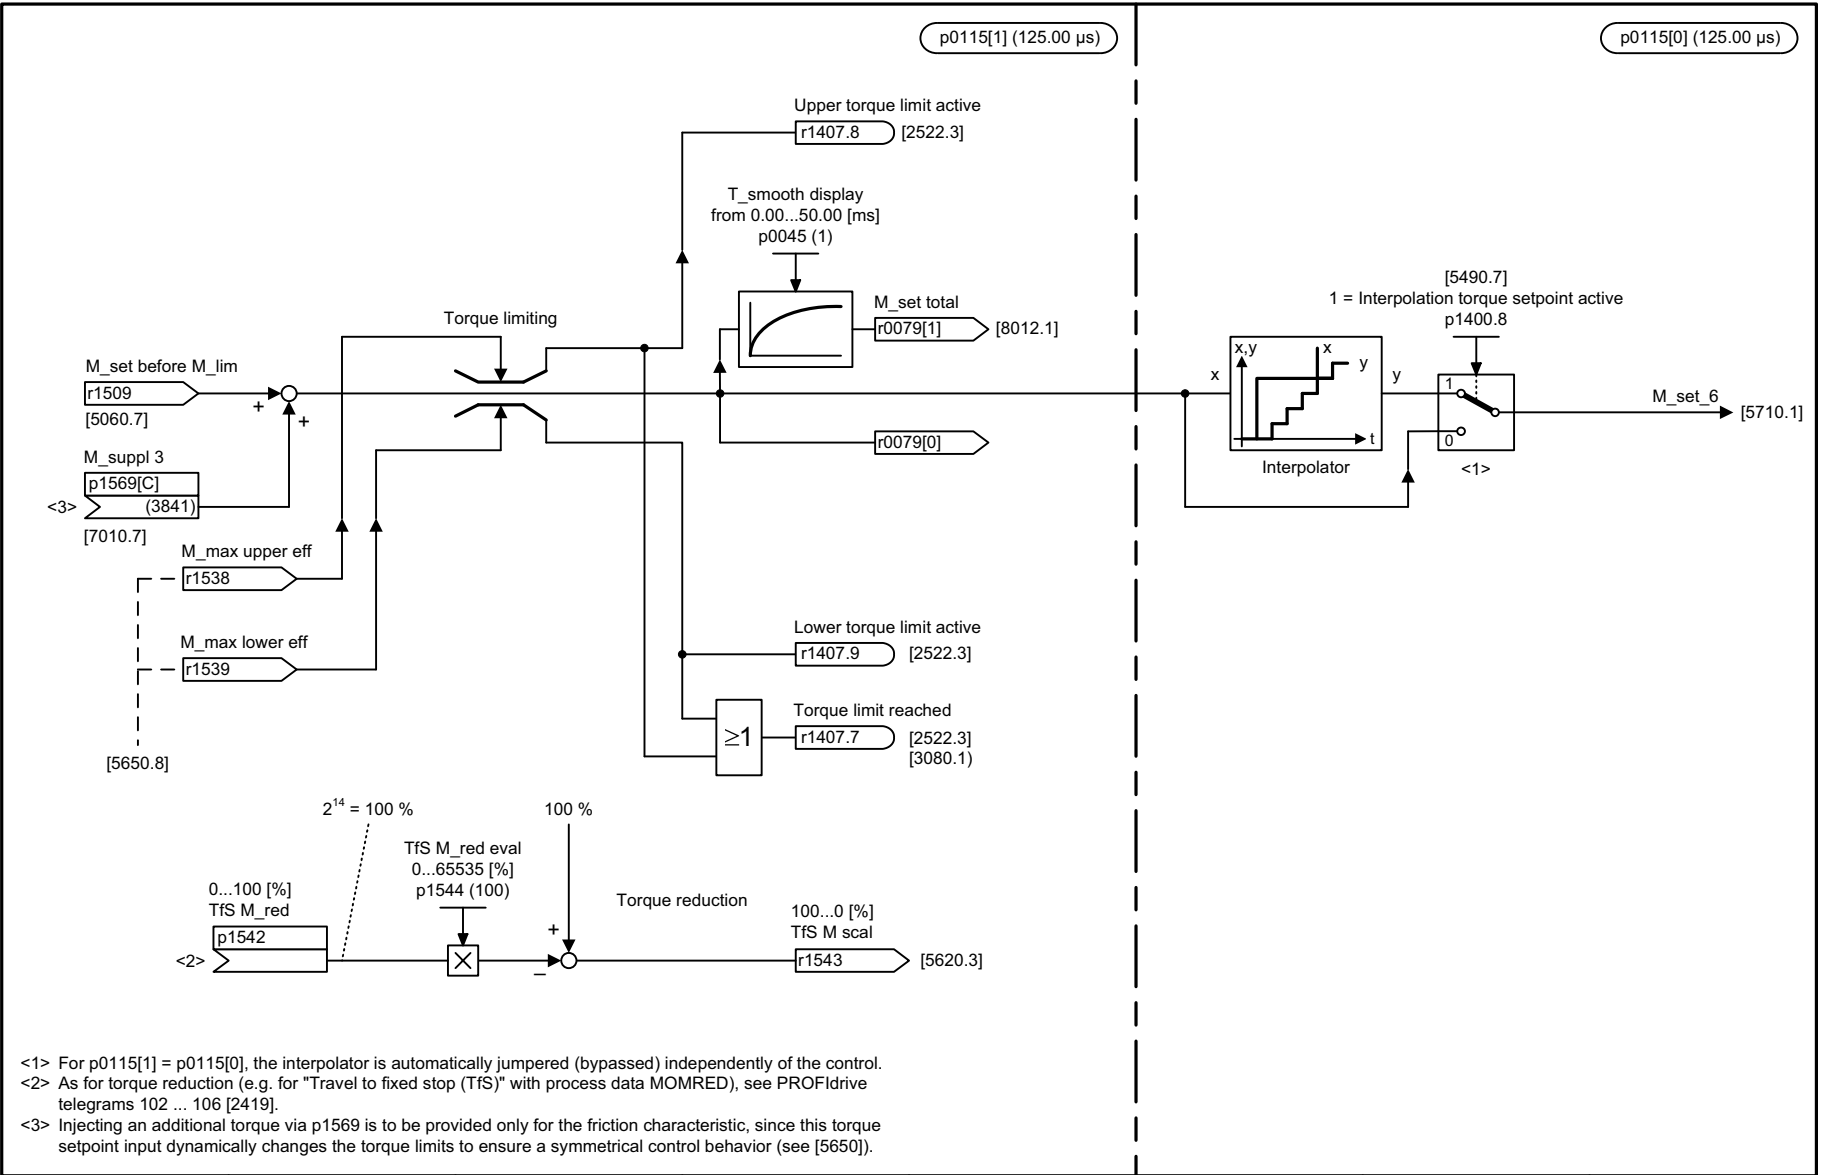 p0115[1] (125.00 µs)
p0115[0] (125.00 µs)
Upper torque limit active
r1407.8
[2522.3]
T_smooth display
from 0.00...50.00 [ms]
p0045 (1)
M_set total
r0079[1]
[8012.1]
Torque limiting
M_set before M_lim
r1509
[5060.7]
+
+
M_suppl 3
p1569[C]
<3>
(3841)
[7010.7]
M_max upper eff
r1538
M_max lower eff
r1539
[5650.8]
r0079[0]
Lower torque limit active
r1407.9
[2522.3]
Torque limit reached
≥1
r1407.7
[2522.3]
[3080.1)
[5490.7]
1 = Interpolation torque setpoint active
p1400.8
x
x,y
x
y
t
Interpolator
y
1
0
<1>
M_set_6
[5710.1]
2^14 = 100 %
100 %
TfS M_red eval
0...65535 [%]
p1544 (100)
0...100 [%]
TfS M_red
p1542
<2>
×
+
–
Torque reduction
100...0 [%]
TfS M scal
r1543
[5620.3]
<1> For p0115[1] = p0115[0], the interpolator is automatically jumpered (bypassed) independently of the control.
<2> As for torque reduction (e.g. for "Travel to fixed stop (TfS)" with process data MOMRED), see PROFIdrive
telegrams 102 ... 106 [2419].
<3> Injecting an additional torque via p1569 is to be provided only for the friction characteristic, since this torque
setpoint input dynamically changes the torque limits to ensure a symmetrical control behavior (see [5650]).